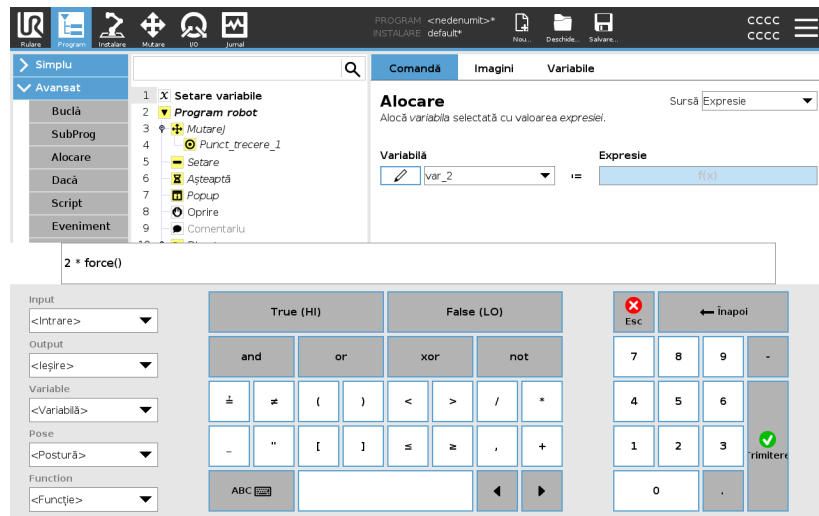 PROGRAM <nedenumit>*
INSTALARE default*
Rulare
Program
Instalare
Mutare
I/O
Jurnal
Nou...
Deschide...
Salvare...
CCCC
CCCC
Simplu
Avansat
Buclă
SubProg
Alocare
Dacă
Script
Eveniment
1 X Setare variabile
2 Program robot
3 MutareJ
4 Punct_trecere_1
5 Setare
6 Așteaptă
7 Popup
8 Oprire
9 Comentariu
Comandă
Imagini
Variabile
Alocare
Sursă Expresie
Alocă variabila selectată cu valoarea expresiei.
Variabilă
Expresie
var_2
:=
f(x)
2 * force()
Input
<Intrare>
Output
<Ieșire>
Variable
<Variabilă>
Pose
<Postură>
Function
<Funcție>
True (HI)
False (LO)
and
or
xor
not
≟ ≠ ( ) < > / *
_ " [ ] ≤ ≥ , +
ABC
Esc
Înapoi
7 8 9 -
4 5 6
1 2 3
Trimitere
0 .